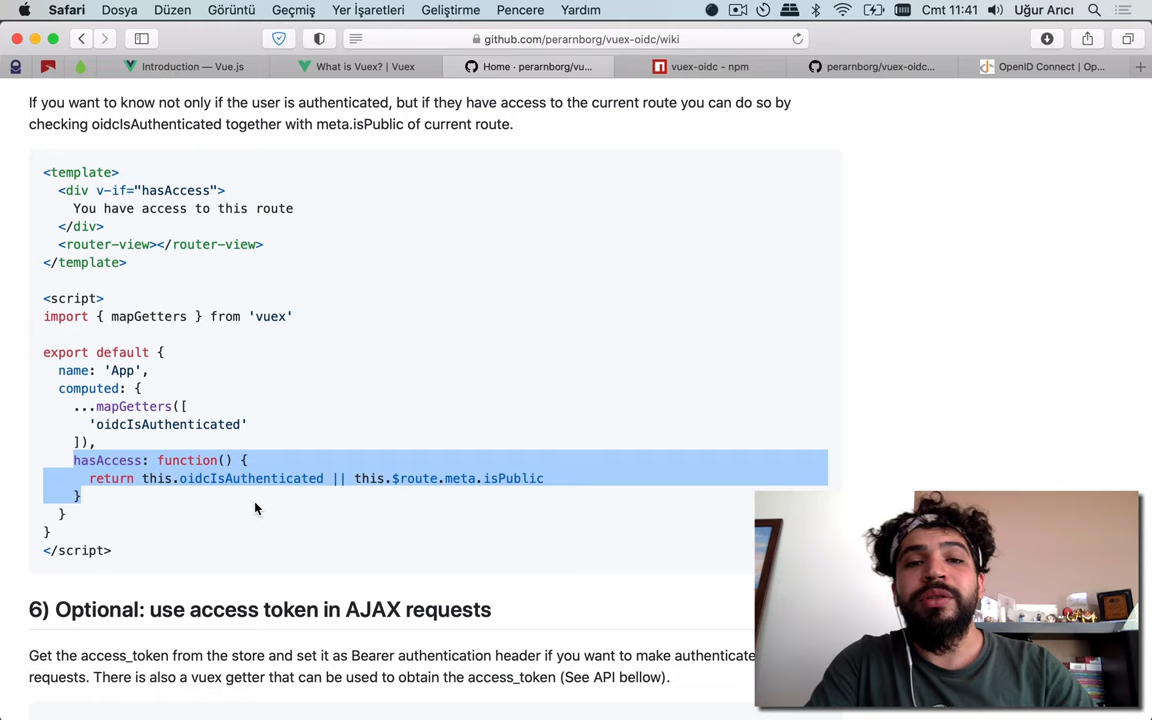 Safari Dosya Düzen Görüntü Geçmiş Yer İşaretleri Geliştirme Pencere Yardım Cmt 11:41 Uğur Arıcı
github.com/perarnborg/vuex-oidc/wiki
Introduction — Vue.js What is Vuex? | Vuex Home · perarnborg/vu... vuex-oidc - npm perarnborg/vuex-oidc... OpenID Connect | Op...
If you want to know not only if the user is authenticated, but if they have access to the current route you can do so by
checking oidcIsAuthenticated together with meta.isPublic of current route.
<template>
<div v-if="hasAccess">
You have access to this route
</div>
<router-view></router-view>
</template>
<script>
import { mapGetters } from 'vuex'
export default {
name: 'App',
computed: {
...mapGetters([
'oidcIsAuthenticated'
]),
hasAccess: function() {
return this.oidcIsAuthenticated || this.$route.meta.isPublic
}
}
}
</script>
6) Optional: use access token in AJAX requests
Get the access_token from the store and set it as Bearer authentication header if you want to make authenticate
requests. There is also a vuex getter that can be used to obtain the access_token (See API bellow).